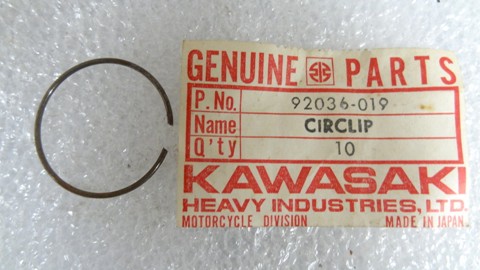 GENUINE PARTS
P. No. 92036-019
Name CIRCLIP
Q'ty 10
KAWASAKI
HEAVY INDUSTRIES, LTD.
MOTORCYCLE DIVISION MADE IN JAPAN.